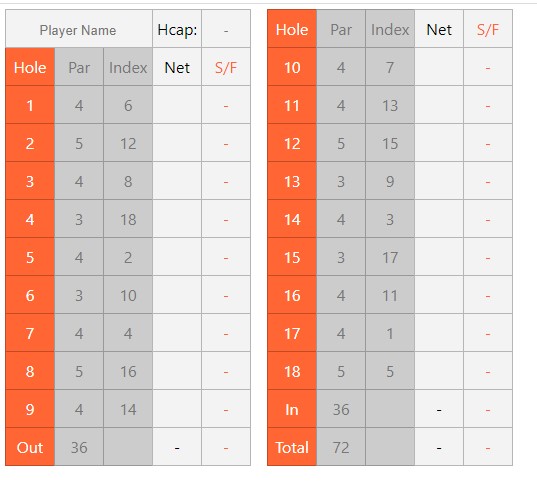 Player Name Hcap: -
Hole Par Index Net S/F
1 4 6 -
2 5 12 -
3 4 8 -
4 3 18 -
5 4 2 -
6 3 10 -
7 4 4 -
8 5 16 -
9 4 14 -
Out 36 - -
Hole Par Index Net S/F
10 4 7 -
11 4 13 -
12 5 15 -
13 3 9 -
14 4 3 -
15 3 17 -
16 4 11 -
17 4 1 -
18 5 5 -
In 36 - -
Total 72 - -